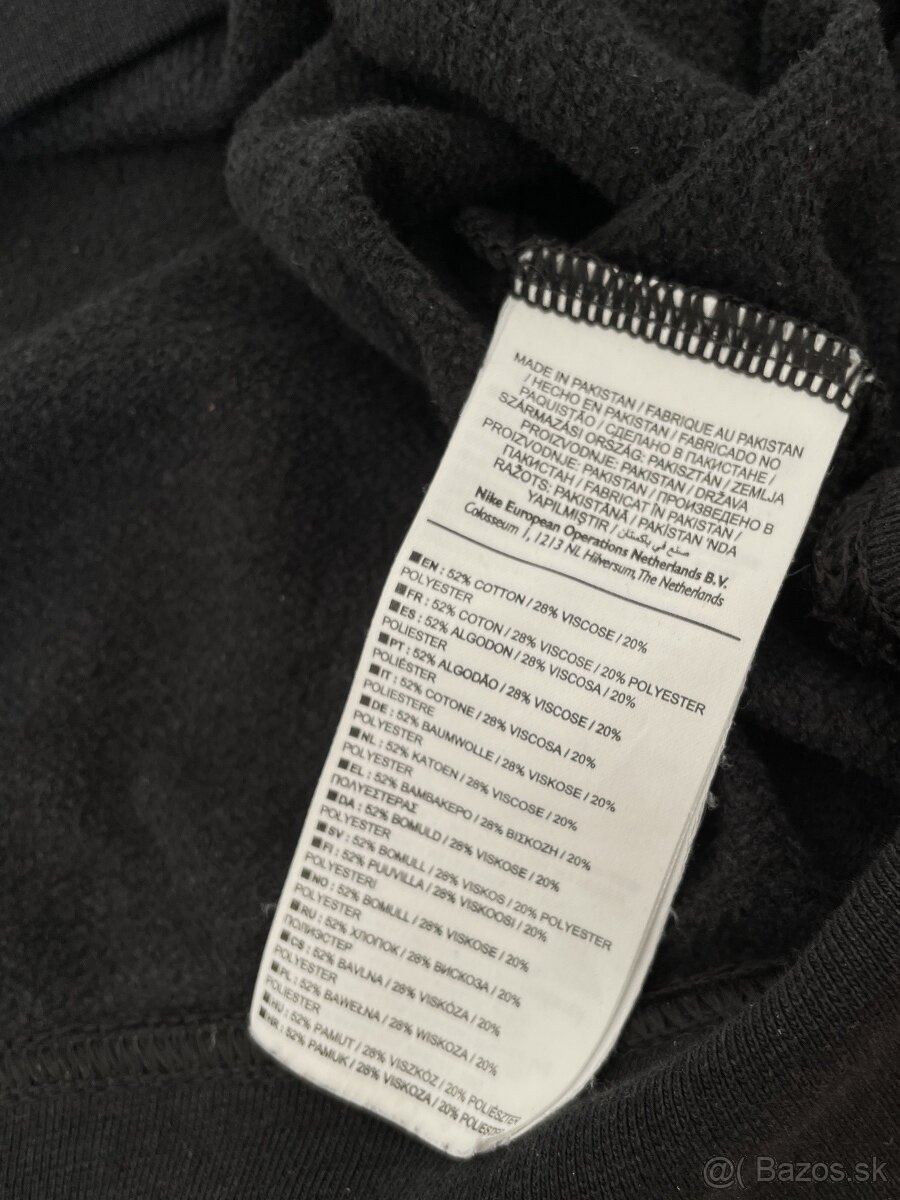 MADE IN PAKISTAN / FABRIQUE AU PAKISTAN
/ HECHO EN PAKISTAN / FABRICADO NO
PAQUISTÃO / СДЕЛАНО В ПАКИСТАНЕ /
SZÁRMAZÁSI ORSZÁG: PAKISZTÁN / ZEMLJA
PROIZVODNJE: PAKISTAN / DRŽAVA
PROIZVODNJE: PAKISTAN / ПРОИЗВЕДЕНО В
ПАКИСТАН / FABRICAT ÎN PAKISTAN /
RAŽOTS: PAKISTĀNĀ / PAKİSTAN 'NDA
YAPILMIŞTIR / صنع في باكستان
Nike European Operations Netherlands B.V.
Colosseum 1, 1213 NL Hilversum, The Netherlands
■ EN : 52% COTTON / 28% VISCOSE / 20%
POLYESTER
■ FR : 52% COTON / 28% VISCOSE / 20% POLYESTER
■ ES : 52% ALGODON / 28% VISCOSA / 20%
POLIESTER
■ PT : 52% ALGODÃO / 28% VISCOSE / 20%
POLIÉSTER
■ IT : 52% COTONE / 28% VISCOSA / 20%
POLIESTERE
■ DE : 52% BAUMWOLLE / 28% VISKOSE / 20%
POLYESTER
■ NL : 52% KATOEN / 28% VISCOSE / 20%
POLYESTER
■ EL : 52% ΒΑΜΒΑΚΕΡΟ / 28% ΒΙΣΚΟΖΗ / 20%
ΠΟΛΥΕΣΤΕΡΑΣ
■ DA : 52% BOMULD / 28% VISKOSE / 20%
POLYESTER
■ SV : 52% BOMULL / 28% VISKOS / 20% POLYESTER
■ FI : 52% PUUVILLA / 28% VISKOOSI / 20%
POLYESTERI
■ NO : 52% BOMULL / 28% VISKOSE / 20%
POLYESTER
■ RU : 52% ХЛОПОК / 28% ВИСКОЗА / 20%
ПОЛИЭСТЕР
■ CS : 52% BAVLNA / 28% VISKÓZA / 20%
POLYESTER
■ PL : 52% BAWEŁNA / 28% WISKOZA / 20%
POLIESTER
■ HU : 52% PAMUT / 28% VISZKÓZ / 20% POLIÉSZTER
■ HR : 52% PAMUK / 28% VISKOZA / 20%
@( Bazos.sk